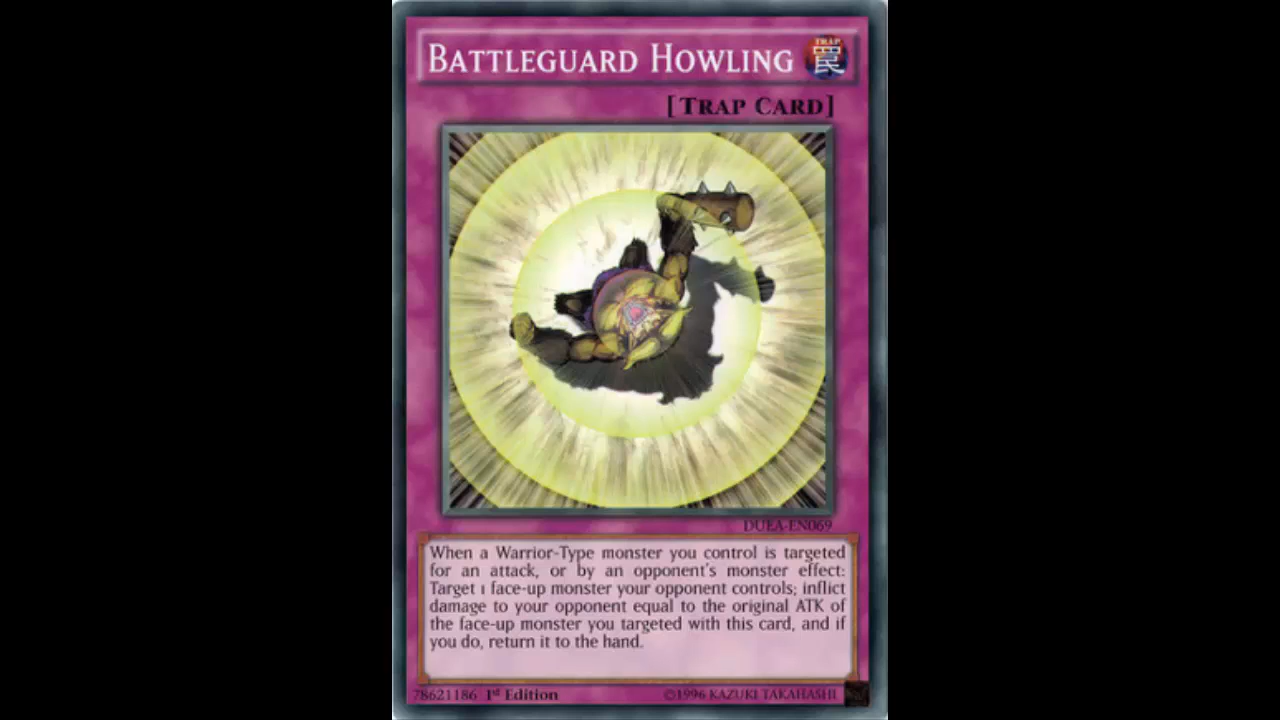 BATTLEGUARD HOWLING
TRAP
罠
[TRAP CARD]
DUEA-EN069
When a Warrior-Type monster you control is targeted
for an attack, or by an opponent's monster effect:
Target 1 face-up monster your opponent controls; inflict
damage to your opponent equal to the original ATK of
the face-up monster you targeted with this card, and if
you do, return it to the hand.
78621186 1st Edition
©1996 KAZUKI TAKAHASHI